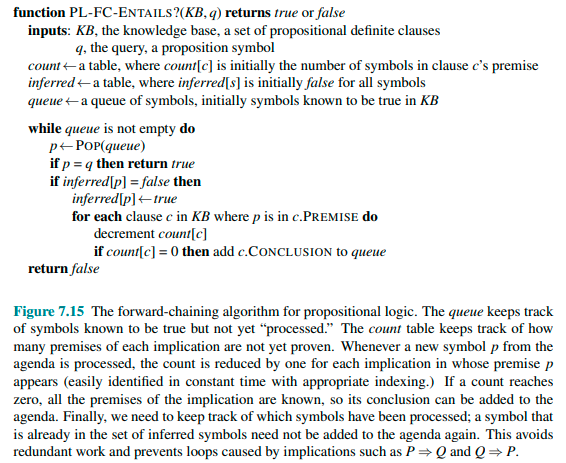 function PL-FC-ENTAILS?(KB, q) returns true or false
inputs: KB, the knowledge base, a set of propositional definite clauses
q, the query, a proposition symbol
count ← a table, where count[c] is initially the number of symbols in clause c's premise
inferred ← a table, where inferred[s] is initially false for all symbols
queue ← a queue of symbols, initially symbols known to be true in KB
while queue is not empty do
p ← POP(queue)
if p = q then return true
if inferred[p] = false then
inferred[p] ← true
for each clause c in KB where p is in c.PREMISE do
decrement count[c]
if count[c] = 0 then add c.CONCLUSION to queue
return false
Figure 7.15 The forward-chaining algorithm for propositional logic. The queue keeps track
of symbols known to be true but not yet “processed.” The count table keeps track of how
many premises of each implication are not yet proven. Whenever a new symbol p from the
agenda is processed, the count is reduced by one for each implication in whose premise p
appears (easily identified in constant time with appropriate indexing.) If a count reaches
zero, all the premises of the implication are known, so its conclusion can be added to the
agenda. Finally, we need to keep track of which symbols have been processed; a symbol that
is already in the set of inferred symbols need not be added to the agenda again. This avoids
redundant work and prevents loops caused by implications such as P ⇒ Q and Q ⇒ P.